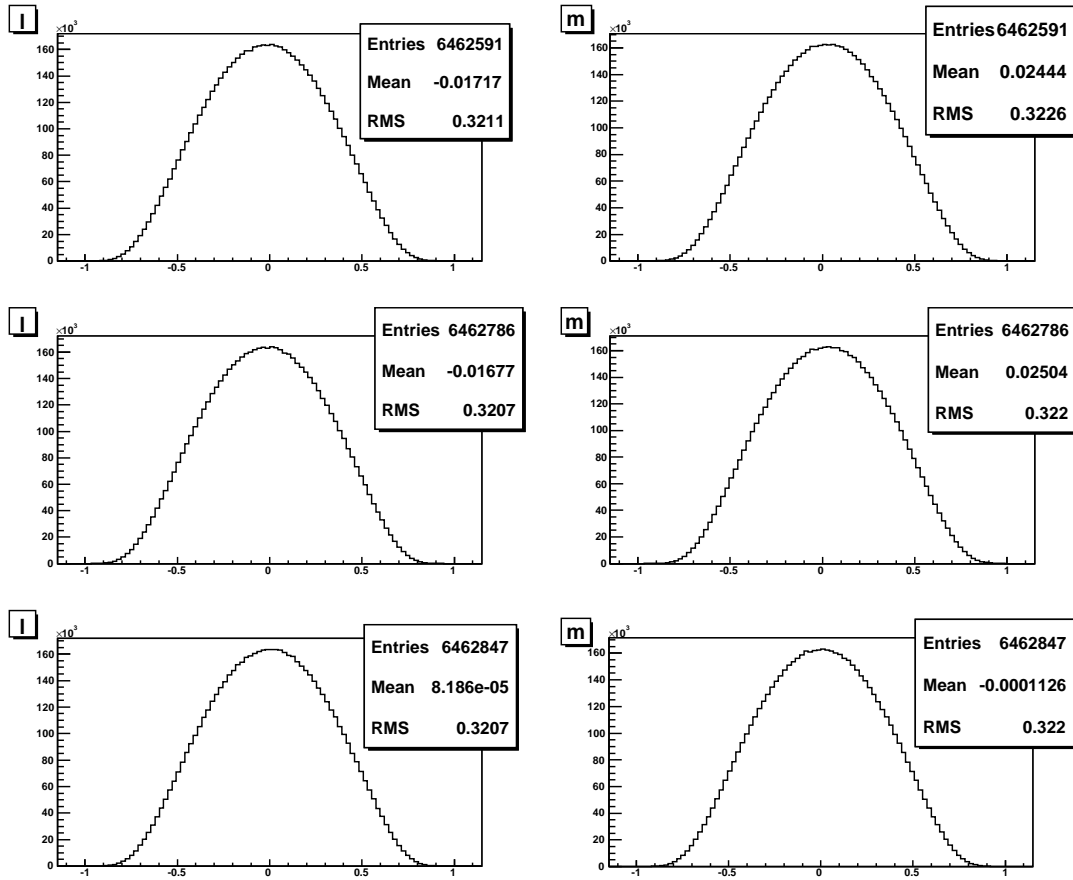 l
×10³
160
140
120
100
80
60
40
20
0
-1 -0.5 0 0.5 1
Entries 6462591
Mean -0.01717
RMS 0.3211
m
×10³
160
140
120
100
80
60
40
20
0
-1 -0.5 0 0.5 1
Entries 6462591
Mean 0.02444
RMS 0.3226
l
×10³
160
140
120
100
80
60
40
20
0
-1 -0.5 0 0.5 1
Entries 6462786
Mean -0.01677
RMS 0.3207
m
×10³
160
140
120
100
80
60
40
20
0
-1 -0.5 0 0.5 1
Entries 6462786
Mean 0.02504
RMS 0.322
l
×10³
160
140
120
100
80
60
40
20
0
-1 -0.5 0 0.5 1
Entries 6462847
Mean 8.186e-05
RMS 0.3207
m
×10³
160
140
120
100
80
60
40
20
0
-1 -0.5 0 0.5 1
Entries 6462847
Mean -0.0001126
RMS 0.322